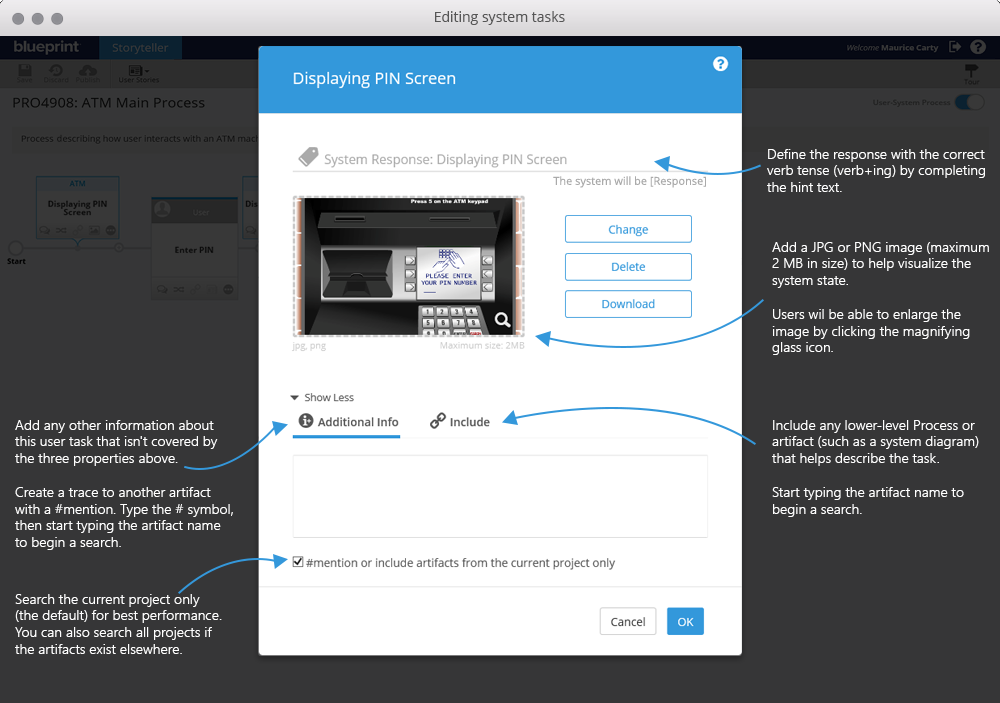 Editing system tasks
blueprint
Storyteller
Welcome Maurice Carty
Save
Discard
Publish
User Stories
Tour
PRO4908: ATM Main Process
User-System Process
Process describing how user interacts with an ATM mac
ATM
Displaying PIN
Screen
Start
User
Enter PIN
Dis
Displaying PIN Screen
System Response: Displaying PIN Screen
The system will be [Response]
Press 5 on the ATM keypad
PLEASE ENTER
YOUR PIN NUMBER
1 2 3
4 5 6
7 8 9
jpg, png
Maximum size: 2MB
Change
Delete
Download
Show Less
Additional Info
Include
#mention or include artifacts from the current project only
Cancel
OK
Define the response with the correct
verb tense (verb+ing) by completing
the hint text.
Add a JPG or PNG image (maximum
2 MB in size) to help visualize the
system state.
Users wil be able to enlarge the
image by clicking the magnifying
glass icon.
Add any other information about
this user task that isn't covered by
the three properties above.
Create a trace to another artifact
with a #mention. Type the # symbol,
then start typing the artifact name
to begin a search.
Include any lower-level Process or
artifact (such as a system diagram)
that helps describe the task.
Start typing the artifact name to
begin a search.
Search the current project only
(the default) for best performance.
You can also search all projects if
the artifacts exist elsewhere.